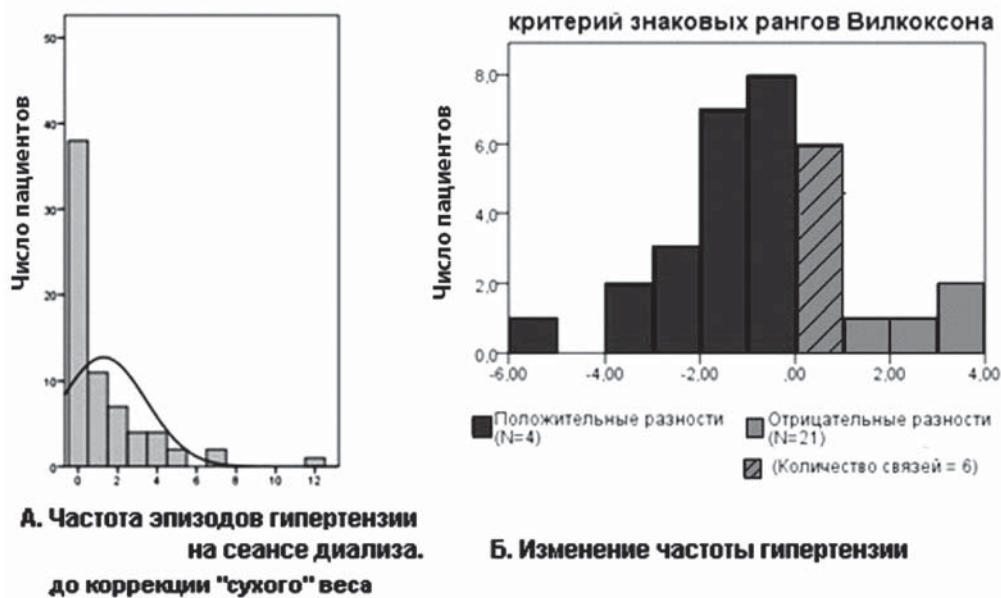 50
40
30
20
10
0
Число пациентов
0 2 4 6 8 10 12
А. Частота эпизодов гипертензии
на сеансе диализа.
до коррекции "сухого" веса
критерий знаковых рангов Вилкоксона
8,0
6,0
4,0
2,0
0,0
Число пациентов
-6,00 -4,00 -2,00 ,00 2,00 4,00
Положительные разности
(N=4)
Отрицательные разности
(N=21)
(Количество связей = 6)
Б. Изменение частоты гипертензии